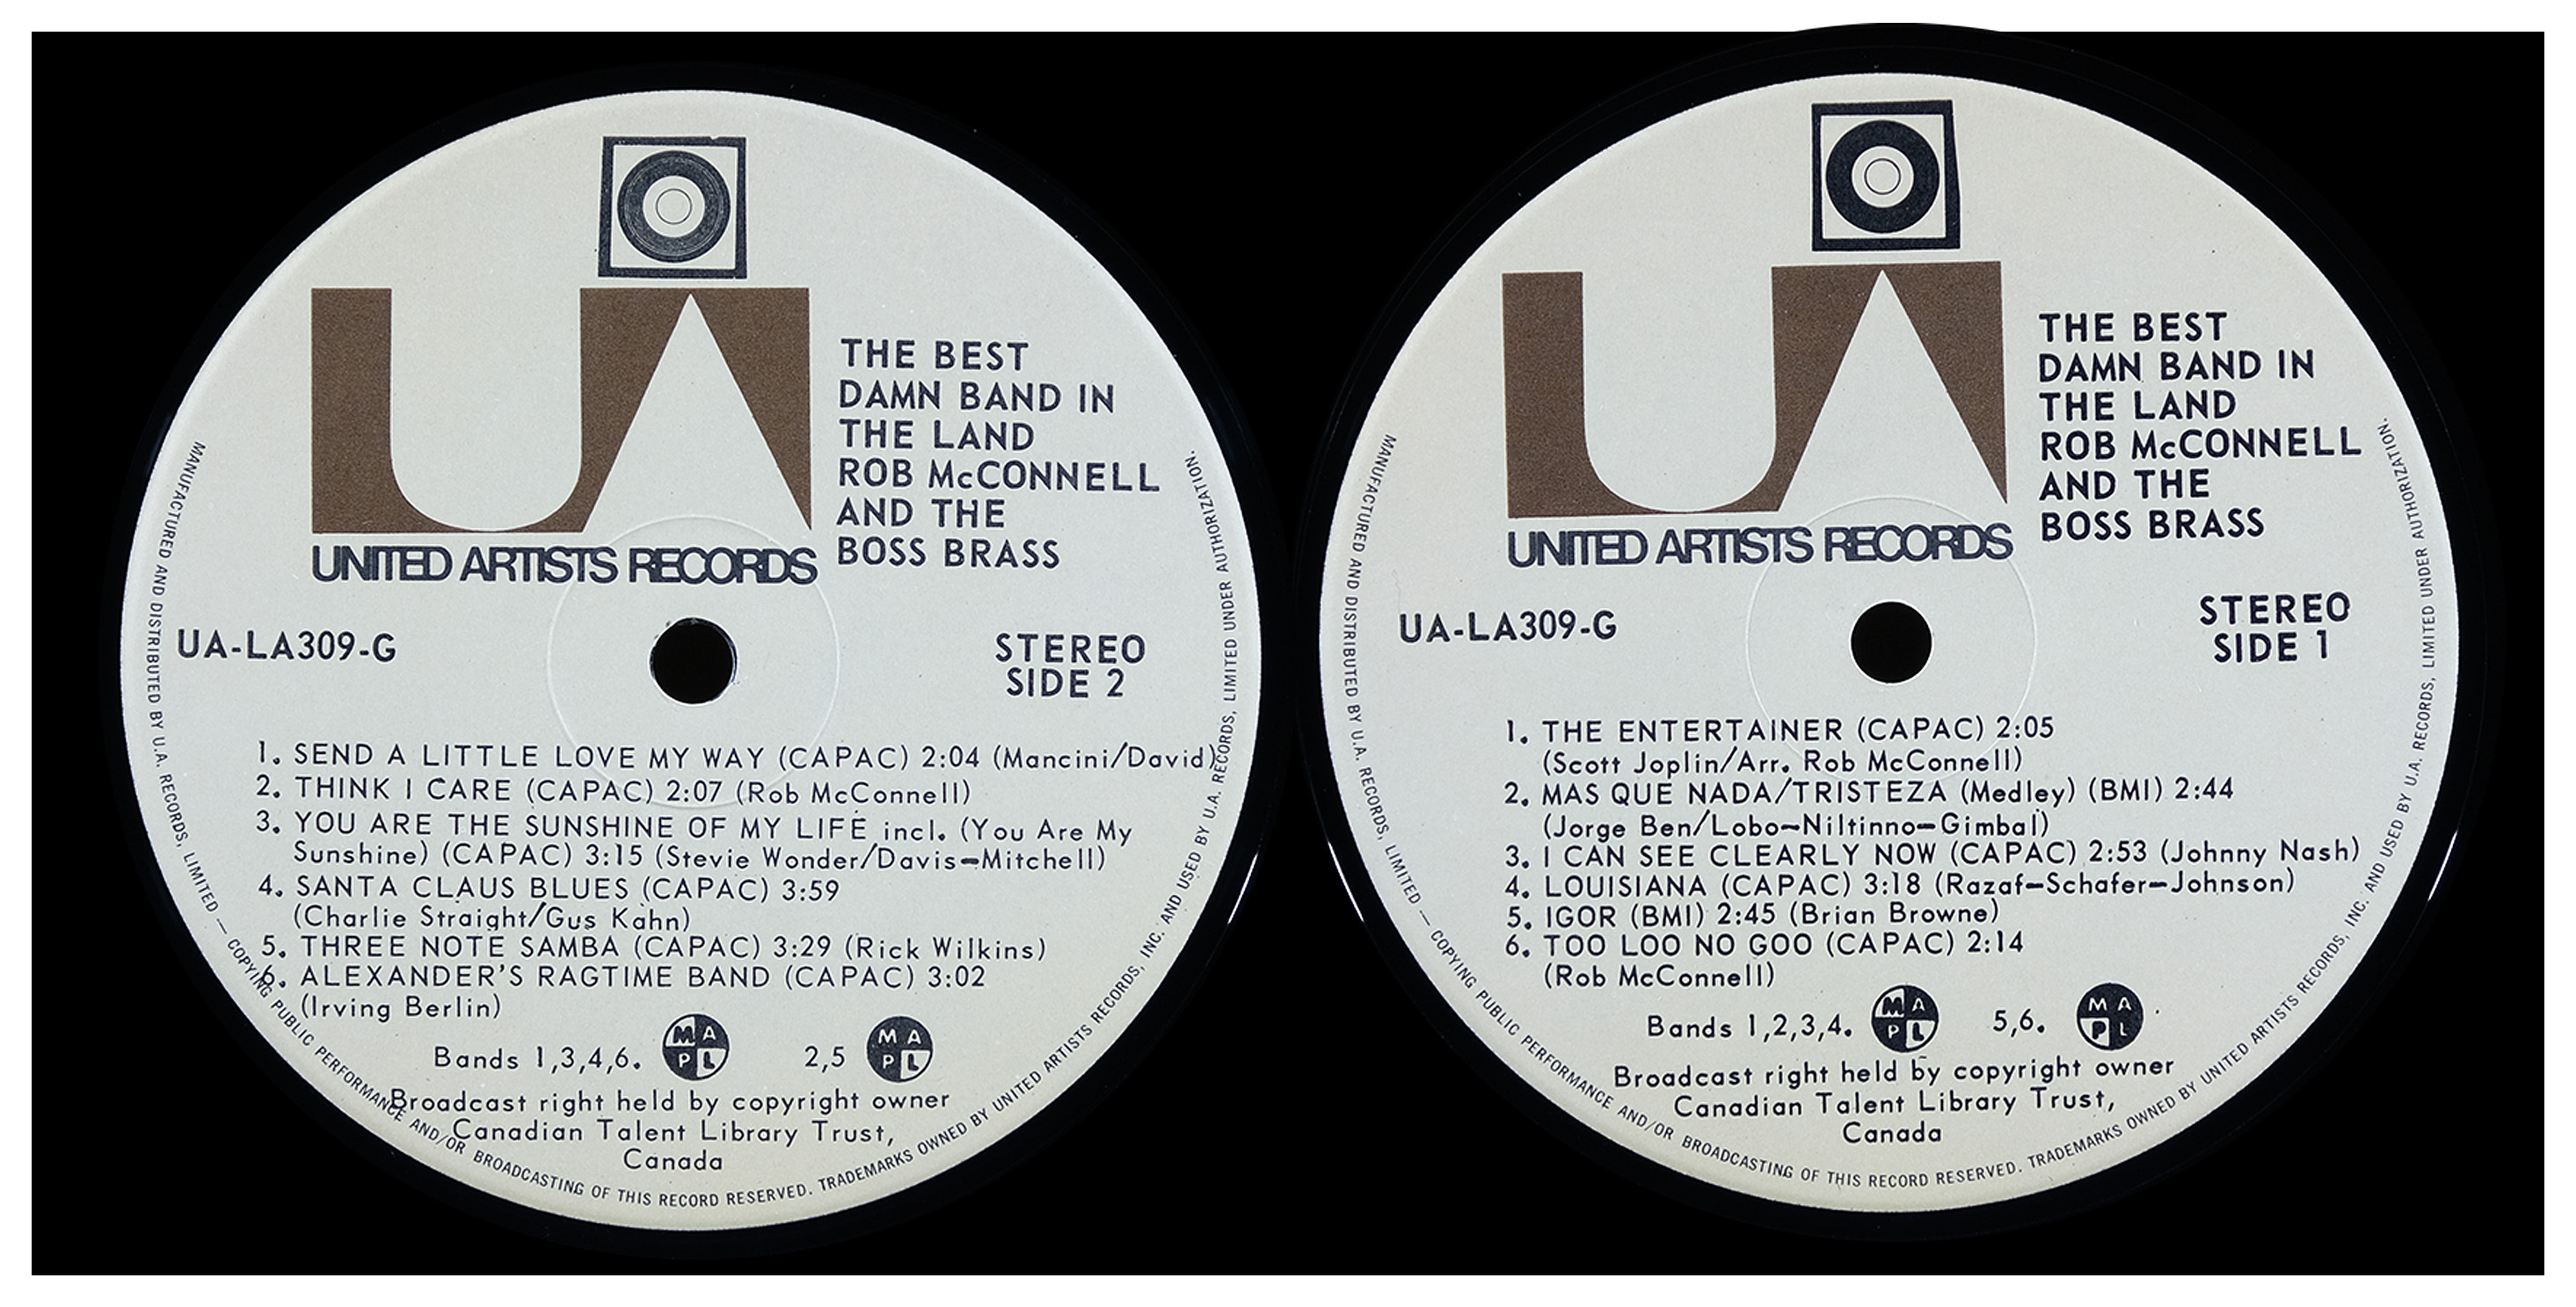 UA
UNITED ARTISTS RECORDS
THE BEST
DAMN BAND IN
THE LAND
ROB McCONNELL
AND THE
BOSS BRASS
UA-LA309-G
STEREO
SIDE 2
1. SEND A LITTLE LOVE MY WAY (CAPAC) 2:04 (Mancini/David)
2. THINK I CARE (CAPAC) 2:07 (Rob McConnell)
3. YOU ARE THE SUNSHINE OF MY LIFE incl. (You Are My
Sunshine) (CAPAC) 3:15 (Stevie Wonder/Davis-Mitchell)
4. SANTA CLAUS BLUES (CAPAC) 3:59
(Charlie Straight/Gus Kahn)
5. THREE NOTE SAMBA (CAPAC) 3:29 (Rick Wilkins)
6. ALEXANDER'S RAGTIME BAND (CAPAC) 3:02
(Irving Berlin)
Bands 1,3,4,6. MAPL 2,5 MAPL
Broadcast right held by copyright owner
Canadian Talent Library Trust,
Canada
MANUFACTURED AND DISTRIBUTED BY U.A. RECORDS, LIMITED — COPYING PUBLIC PERFORMANCE AND/OR BROADCASTING OF THIS RECORD RESERVED. TRADEMARKS OWNED BY UNITED ARTISTS RECORDS, INC. AND USED BY U.A. RECORDS, LIMITED UNDER AUTHORIZATION.
UA
UNITED ARTISTS RECORDS
THE BEST
DAMN BAND IN
THE LAND
ROB McCONNELL
AND THE
BOSS BRASS
UA-LA309-G
STEREO
SIDE 1
1. THE ENTERTAINER (CAPAC) 2:05
(Scott Joplin/Arr. Rob McConnell)
2. MAS QUE NADA/TRISTEZA (Medley) (BMI) 2:44
(Jorge Ben/Lobo-Niltinno-Gimbal)
3. I CAN SEE CLEARLY NOW (CAPAC) 2:53 (Johnny Nash)
4. LOUISIANA (CAPAC) 3:18 (Razaf-Schafer-Johnson)
5. IGOR (BMI) 2:45 (Brian Browne)
6. TOO LOO NO GOO (CAPAC) 2:14
(Rob McConnell)
Bands 1,2,3,4. MAPL 5,6. MAPL
Broadcast right held by copyright owner
Canadian Talent Library Trust,
Canada
MANUFACTURED AND DISTRIBUTED BY U.A. RECORDS, LIMITED — COPYING PUBLIC PERFORMANCE AND/OR BROADCASTING OF THIS RECORD RESERVED. TRADEMARKS OWNED BY UNITED ARTISTS RECORDS, INC. AND USED BY U.A. RECORDS, LIMITED UNDER AUTHORIZATION.